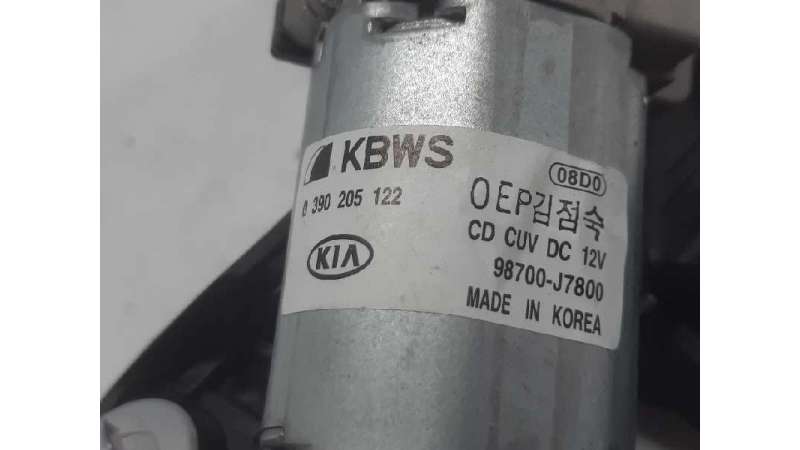 KBWS
0 390 205 122
KIA
08D0
OEP김점숙
CD CUV DC 12V
98700-J7800
MADE IN KOREA